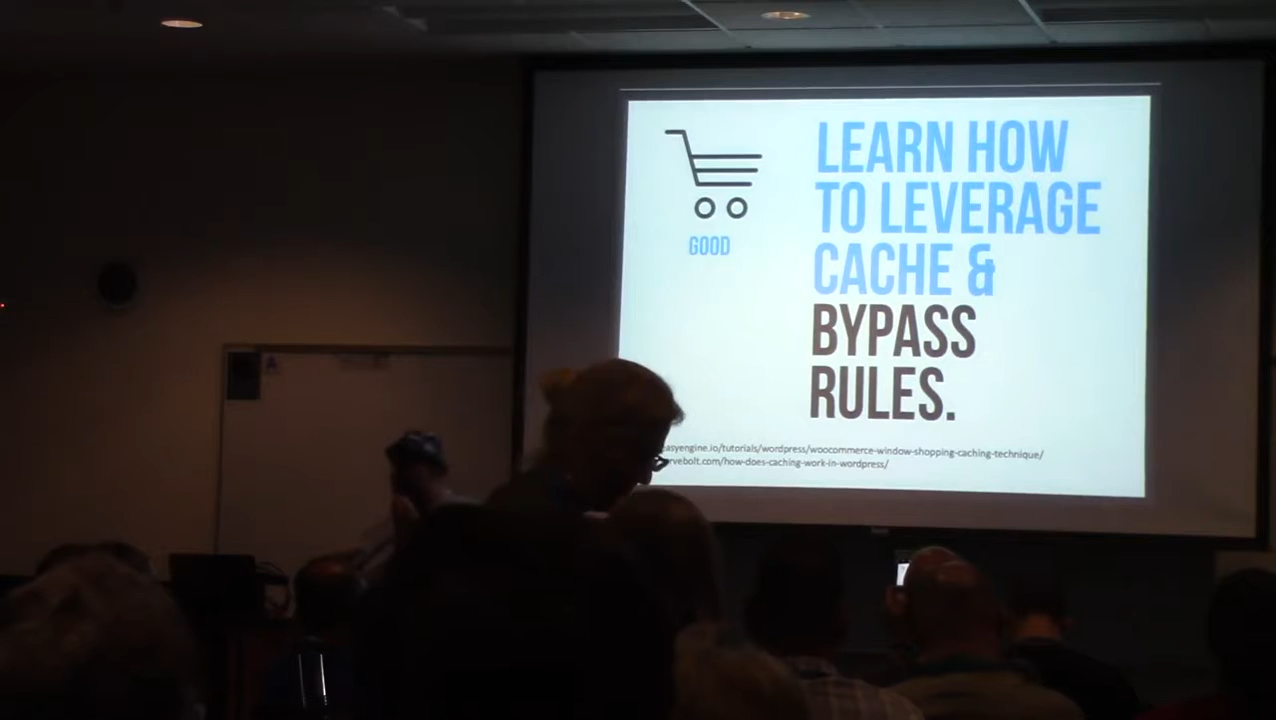 LEARN HOW
TO LEVERAGE
CACHE &
BYPASS
RULES.
GOOD
easyengine.io/tutorials/wordpress/woocommerce-window-shopping-caching-technique/
/how-does-caching-work-in-wordpress/